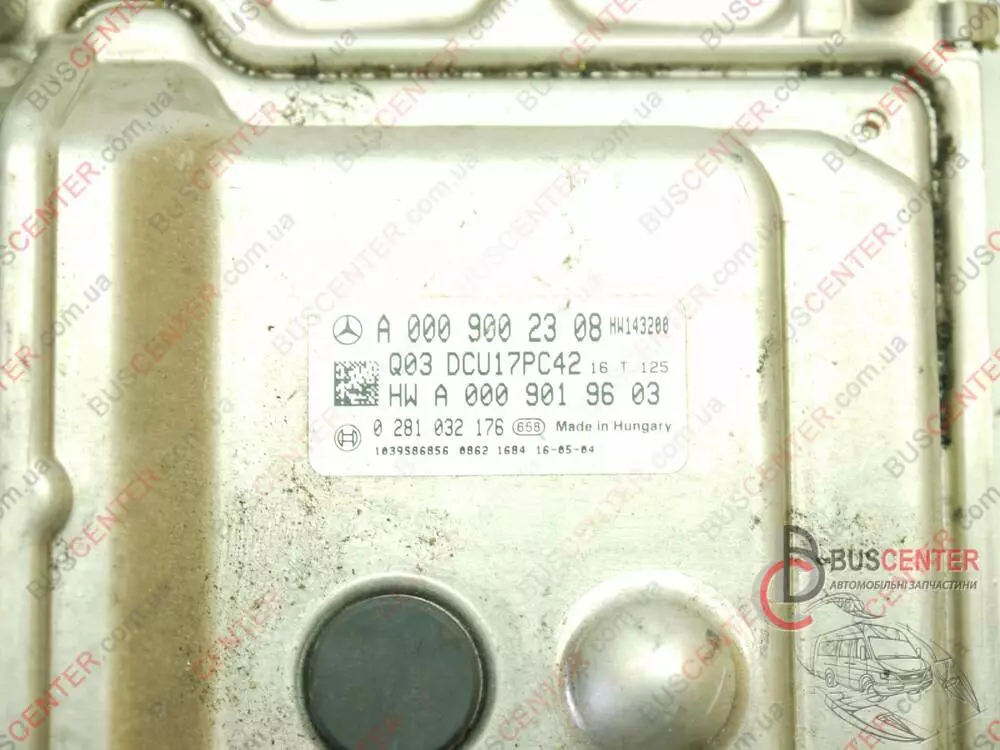 A 000 900 23 08 HW143200
Q03 DCU17PC42 16 T 125
HW A 000 901 96 03
0 281 032 176 658 Made in Hungary
1039S86856 0862 1684 16-05-04
BUSCENTER
АВТОМОБІЛЬНІ ЗАПЧАСТИНИ
BUSCENTER.com.ua